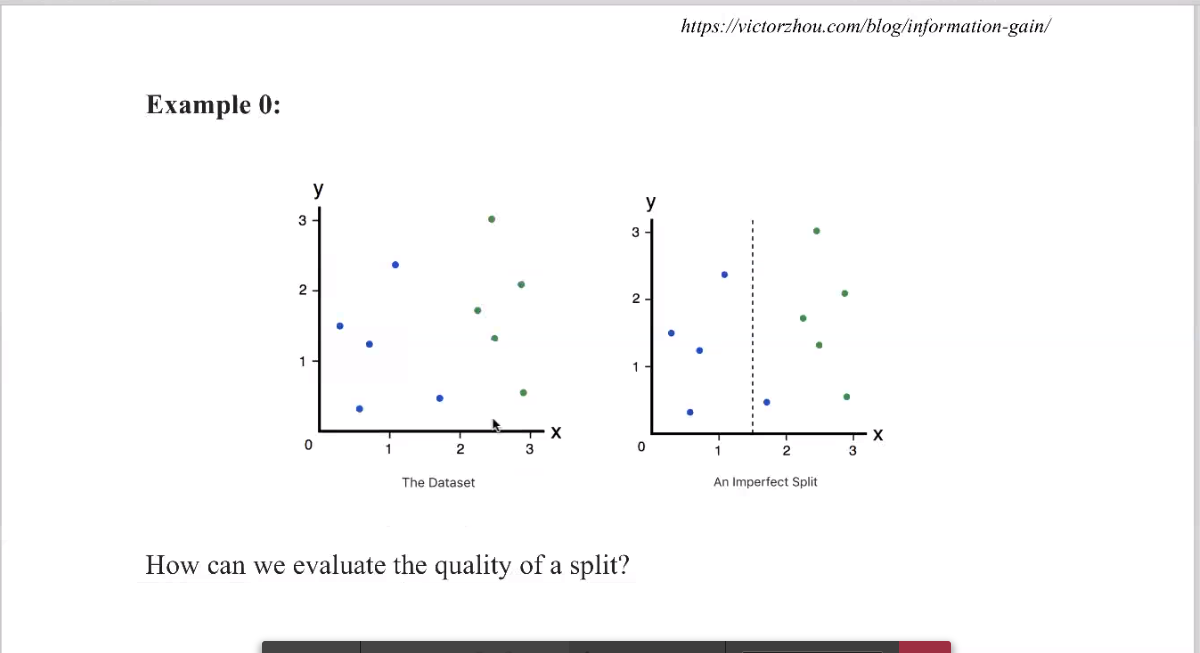 https://victorzhou.com/blog/information-gain/
Example 0:
y
3
2
1
0
1
2
3
x
The Dataset
y
3
2
1
0
1
2
3
x
An Imperfect Split
How can we evaluate the quality of a split?